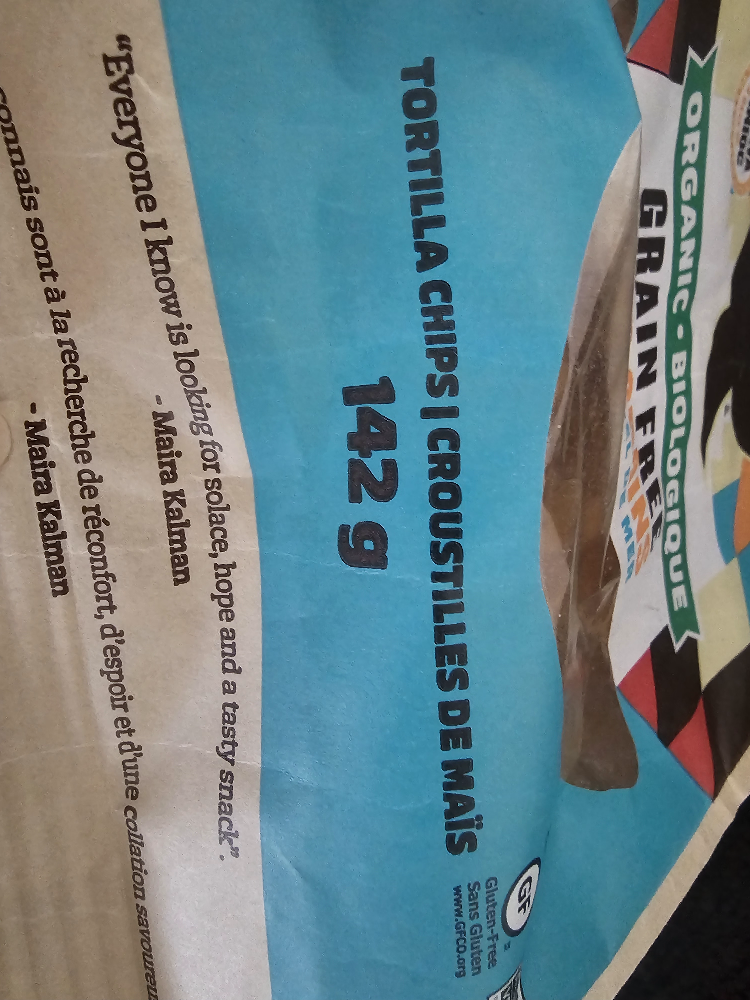 ORGANIC • BIOLOGIQUE
GRAIN FREE
TORTILLA CHIPS | CROUSTILLES DE MAÏS
142 g
GF
Gluten-Free
Sans Gluten
www.GFCO.org
"Everyone I know is looking for solace, hope and a tasty snack".
- Maira Kalman
connais sont à la recherche de réconfort, d'espoir et d'une collation savoureu
- Maira Kalman